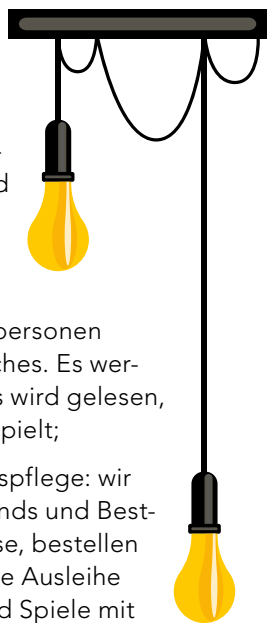 personen
ches. Es wer-
s wird gelesen,
pielt;
spflege: wir
nds und Best-
se, bestellen
e Ausleihe
d Spiele mit